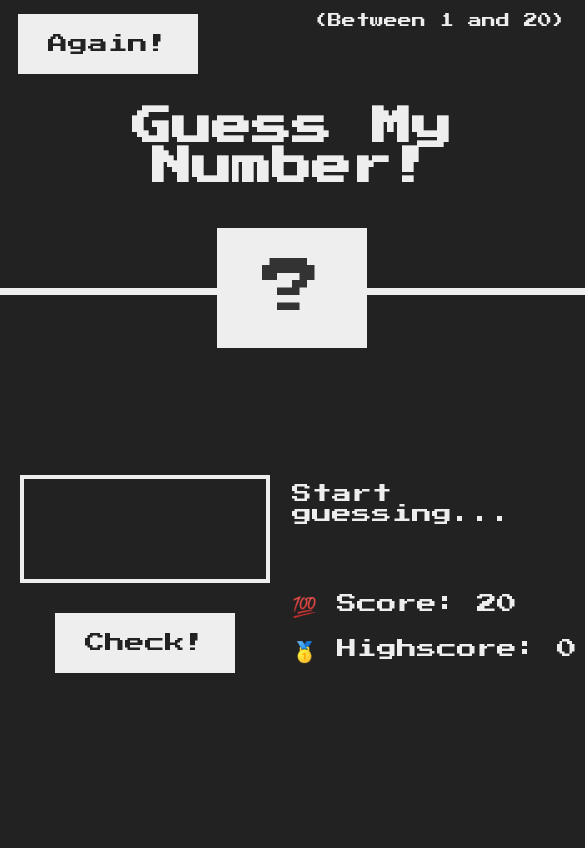 Again!
(Between 1 and 20)
Guess My
Number!
?
Start
guessing...
💯 Score: 20
Check!
🥇 Highscore: 0